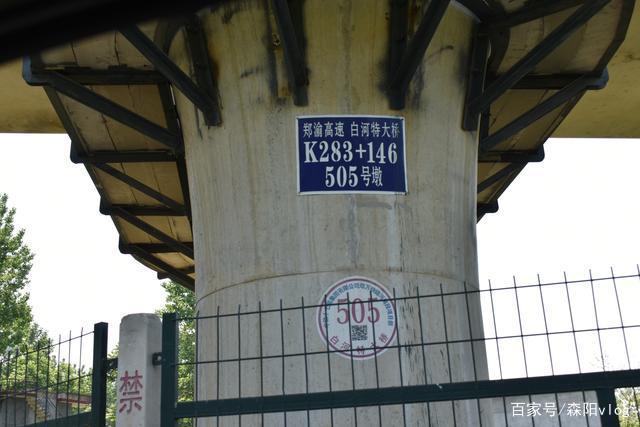 郑渝高速 白河特大桥
K283+146
505号墩
505
白河特大桥
禁
百家号/森阳vlog